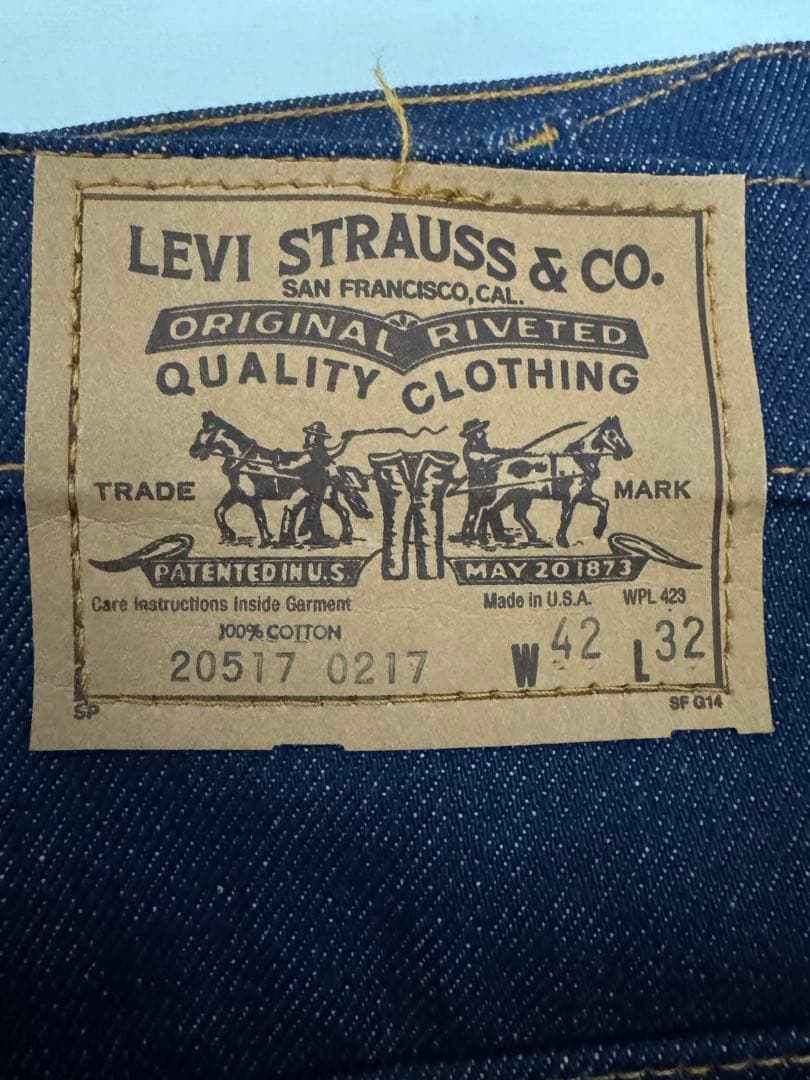 LEVI STRAUSS & CO.
SAN FRANCISCO, CAL.
ORIGINAL RIVETED
QUALITY CLOTHING
TRADE MARK
PATENTED IN U.S. MAY 20 1873
Care Instructions Inside Garment Made in U.S.A. WPL 423
100% COTTON
20517 0217 W 42 L 32
SP SF G14